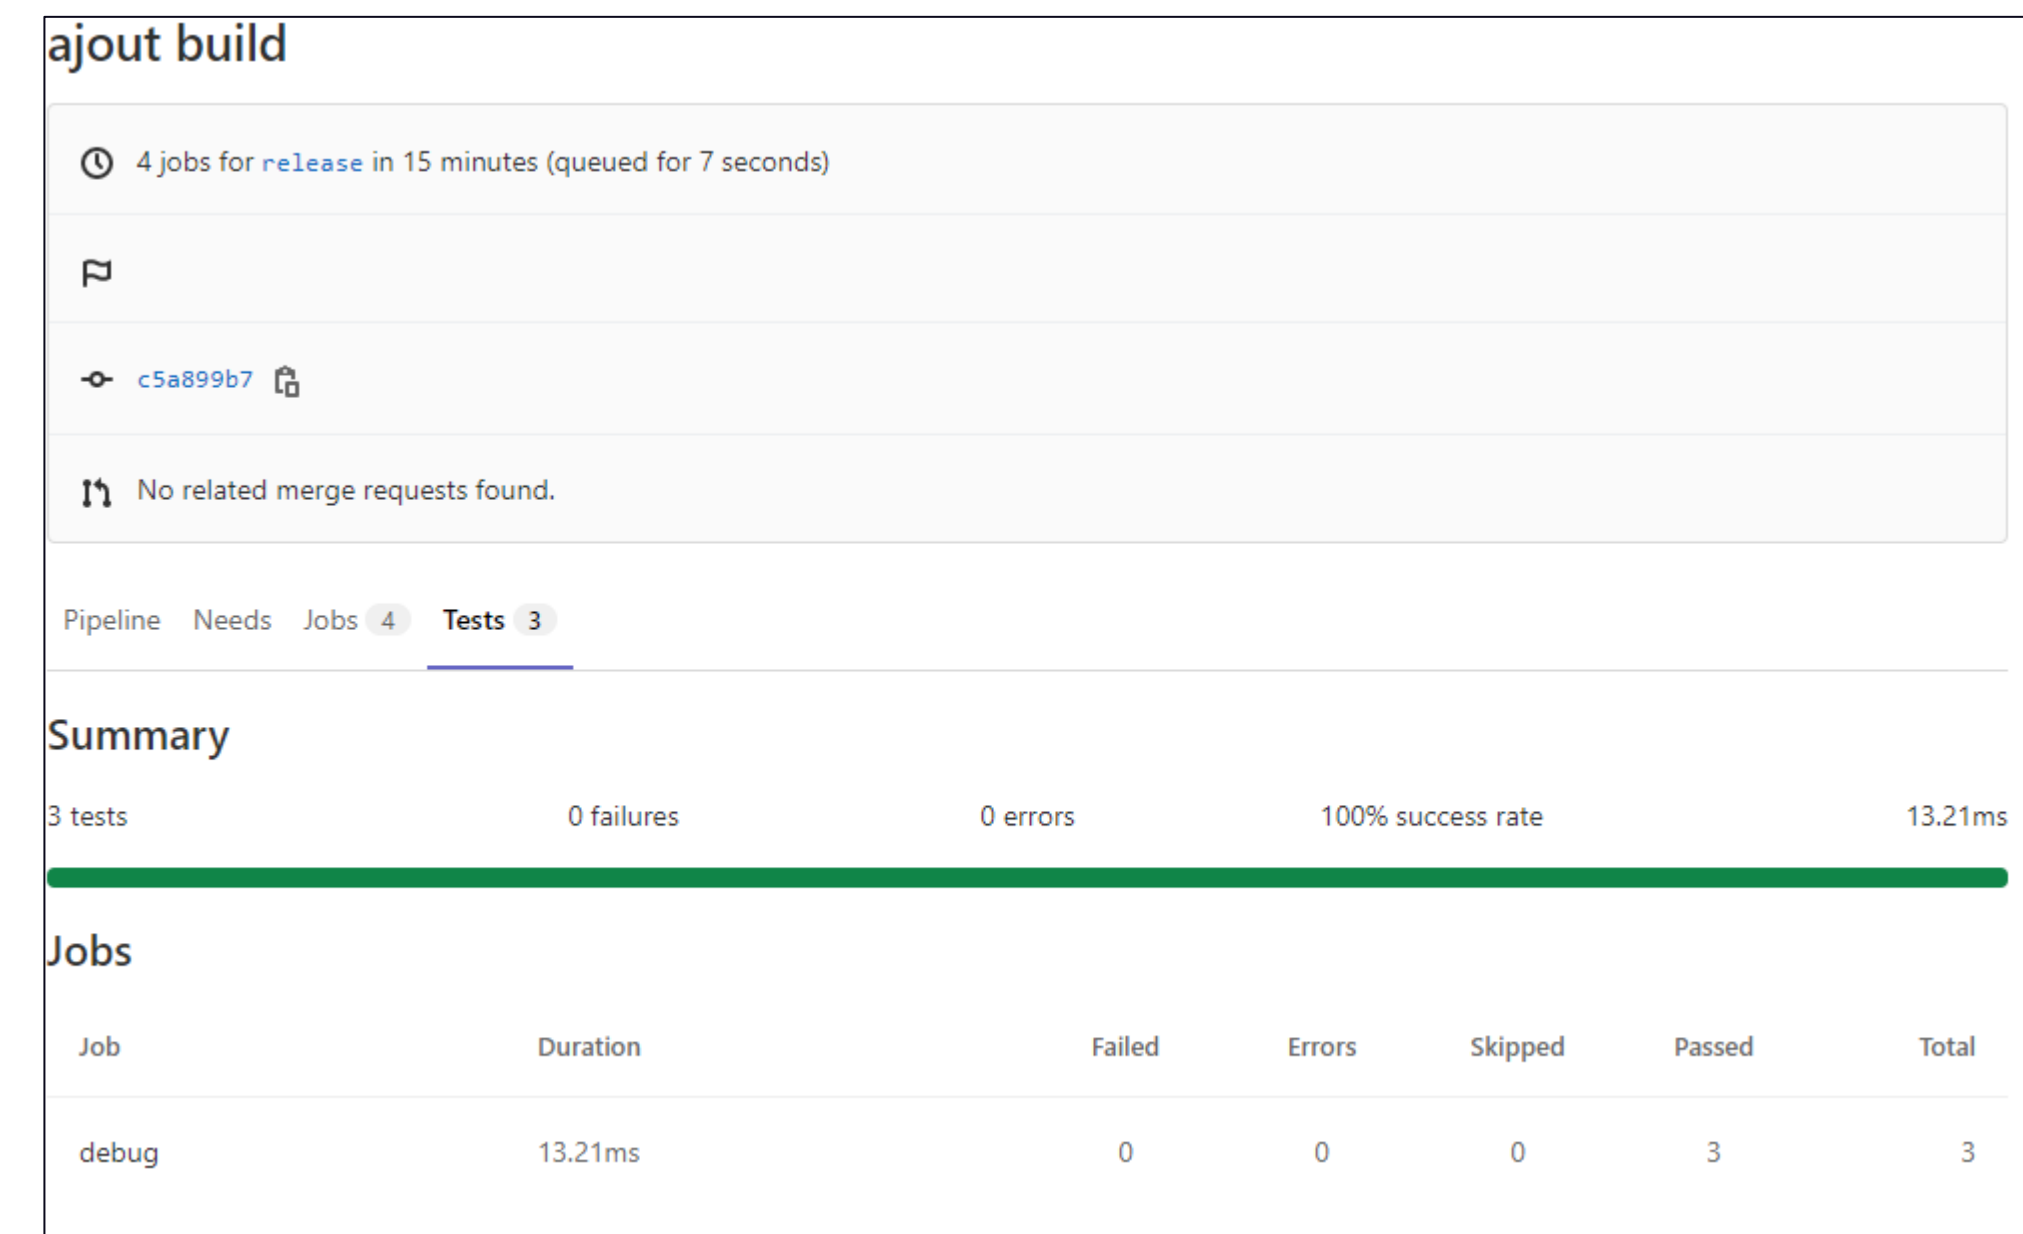 ajout build
4 jobs for release in 15 minutes (queued for 7 seconds)
c5a899b7
No related merge requests found.
Pipeline Needs Jobs 4 Tests 3
Summary
3 tests 0 failures 0 errors 100% success rate 13.21ms
Jobs
Job Duration Failed Errors Skipped Passed Total
debug 13.21ms 0 0 0 3 3